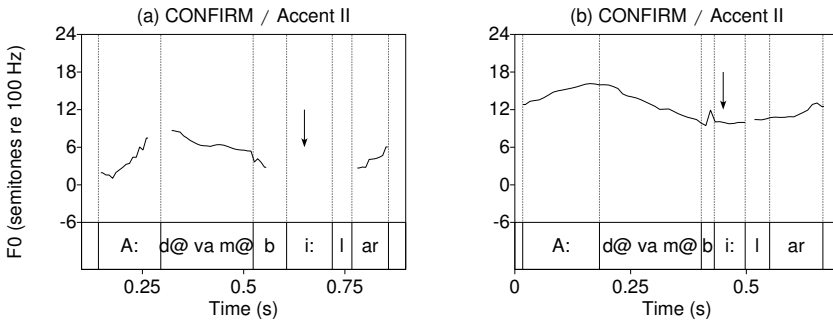 (a) CONFIRM / Accent II
(b) CONFIRM / Accent II
F0 (semitones re 100 Hz)
24
18
12
6
0
-6
24
18
12
6
0
-6
A: d@ va m@ b i: l ar
A: d@ va m@ b i: l ar
0.25 0.5 0.75
0 0.25 0.5
Time (s)
Time (s)